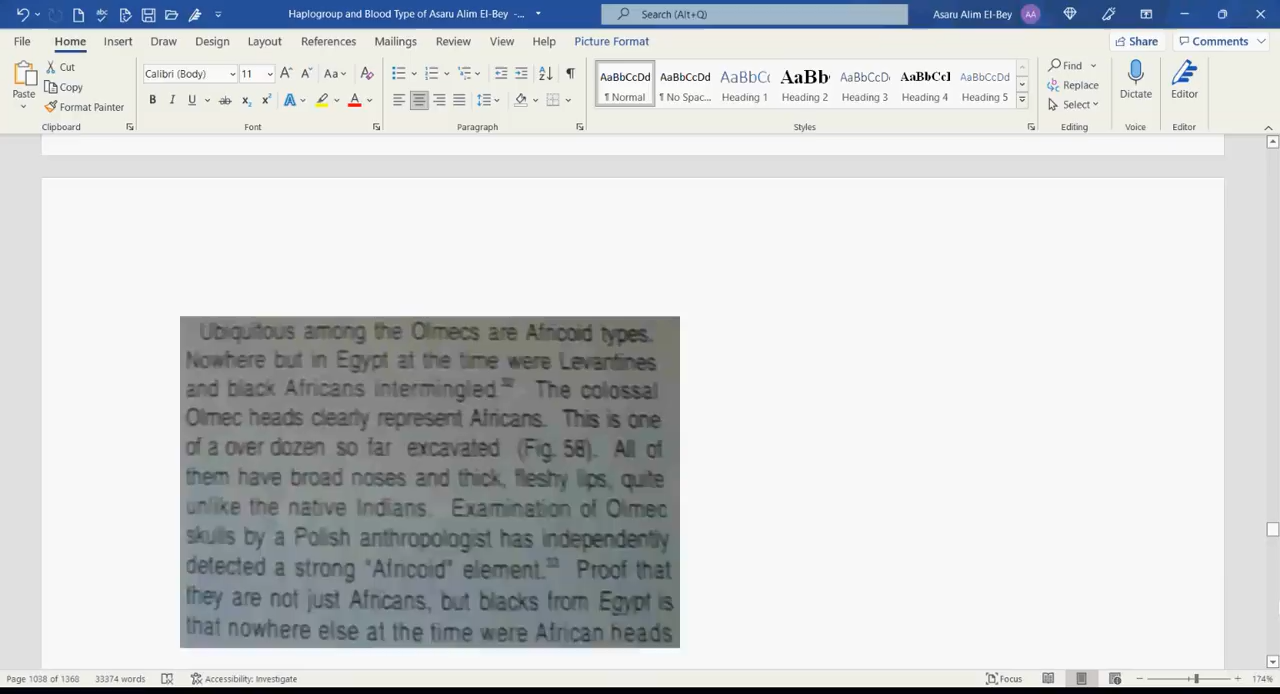 Haplogroup and Blood Type of Asaru Alim El-Bey -...
Search (Alt+Q)
Asaru Alim El-Bey
AA
File
Home
Insert
Draw
Design
Layout
References
Mailings
Review
View
Help
Picture Format
Share
Comments
Paste
Cut
Copy
Format Painter
Clipboard
Calibri (Body)
11
Font
Paragraph
AaBbCcDd
¶ Normal
AaBbCcDd
¶ No Spac...
AaBbCc
Heading 1
AaBb
Heading 2
AaBbCcD
Heading 3
AaBbCcI
Heading 4
AaBbCcDd
Heading 5
Styles
Find
Replace
Select
Editing
Dictate
Voice
Editor
Editor
Ubiquitous among the Olmecs are Africoid types.
Nowhere but in Egypt at the time were Levantines
and black Africans intermingled.32 The colossal
Olmec heads clearly represent Africans. This is one
of a over dozen so far excavated (Fig. 58). All of
them have broad noses and thick, fleshy lips, quite
unlike the native Indians. Examination of Olmec
skulls by a Polish anthropologist has independently
detected a strong "Africoid" element.33 Proof that
they are not just Africans, but blacks from Egypt is
that nowhere else at the time were African heads
Page 1038 of 1368
33374 words
Accessibility: Investigate
Focus
174%